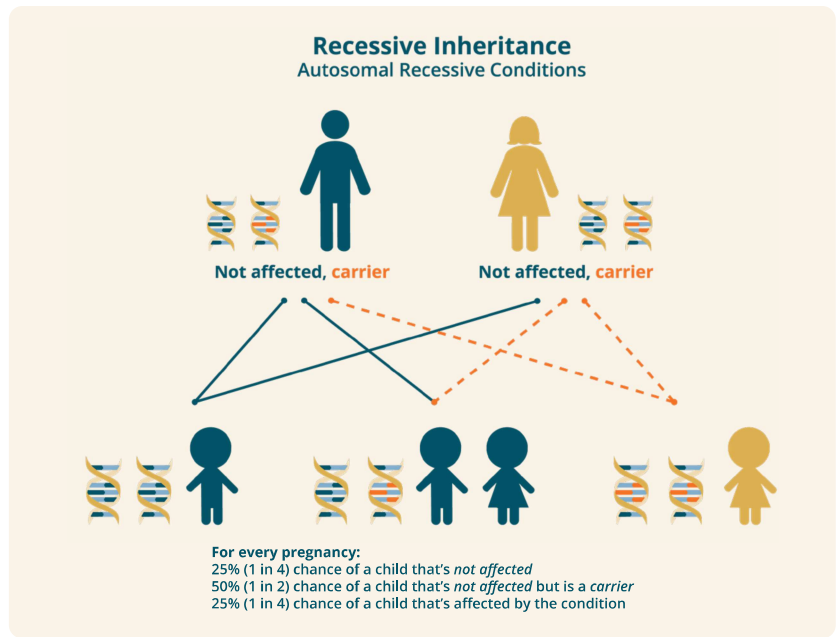 Recessive Inheritance
Autosomal Recessive Conditions
Not affected, carrier
Not affected, carrier
For every pregnancy:
25% (1 in 4) chance of a child that's not affected
50% (1 in 2) chance of a child that's not affected but is a carrier
25% (1 in 4) chance of a child that's affected by the condition